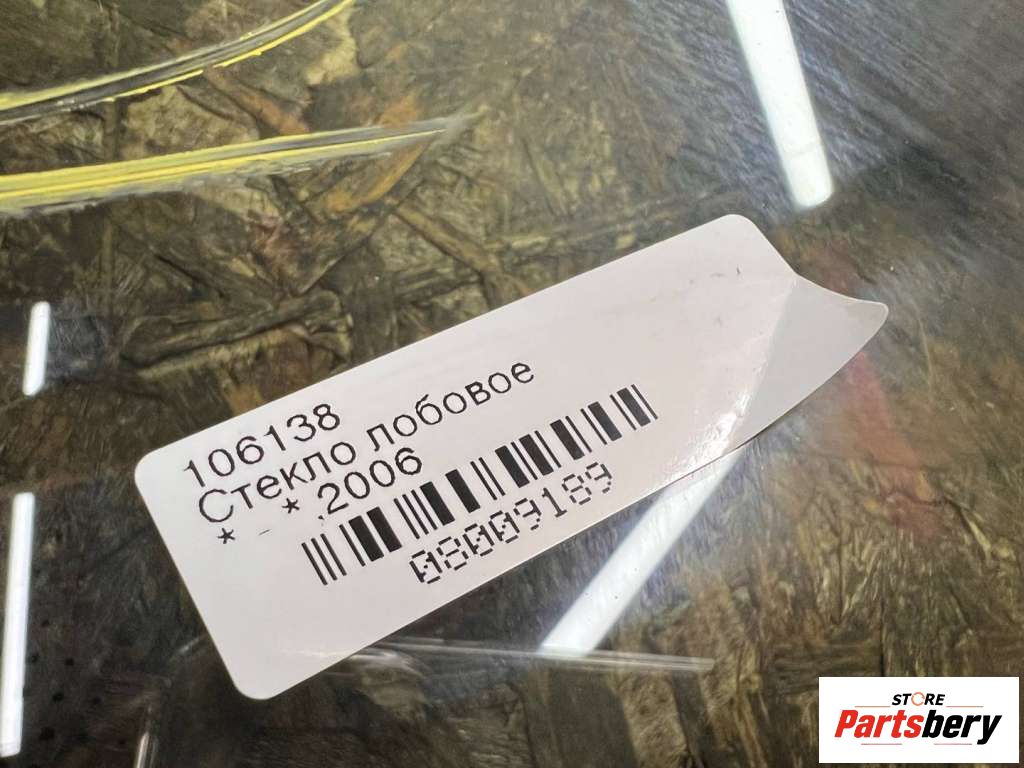 106138
Стекло лобовое
* - * ,2006
08009189
STORE
Partsbery